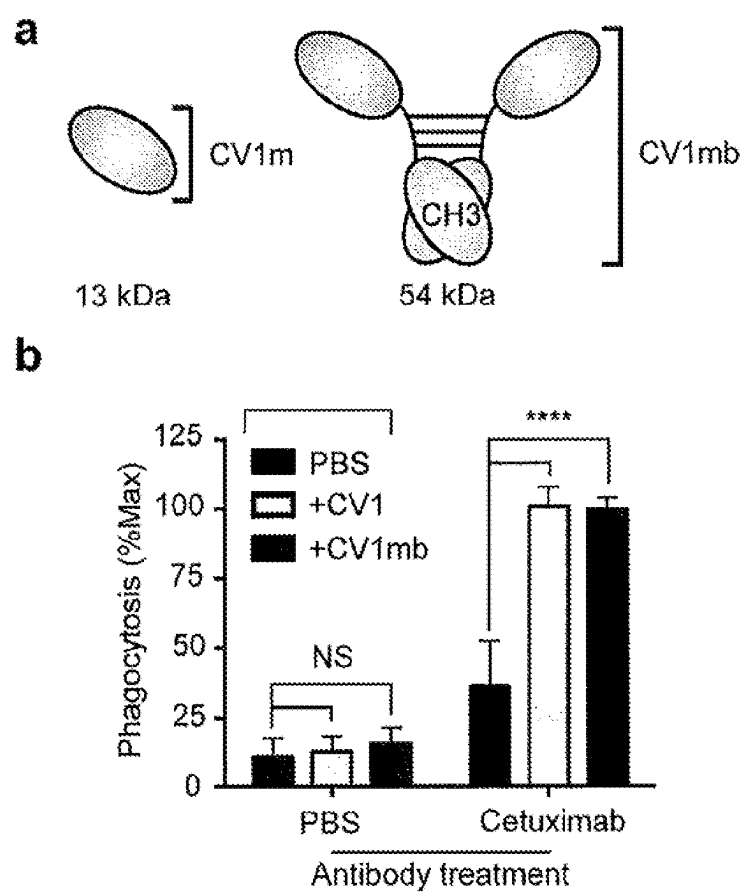 a
CV1m
CV1mb
CH3
13 kDa
54 kDa
b
Phagocytosis (%Max)
125
100
75
50
25
0
PBS
+CV1
+CV1mb
NS
****
PBS
Cetuximab
Antibody treatment